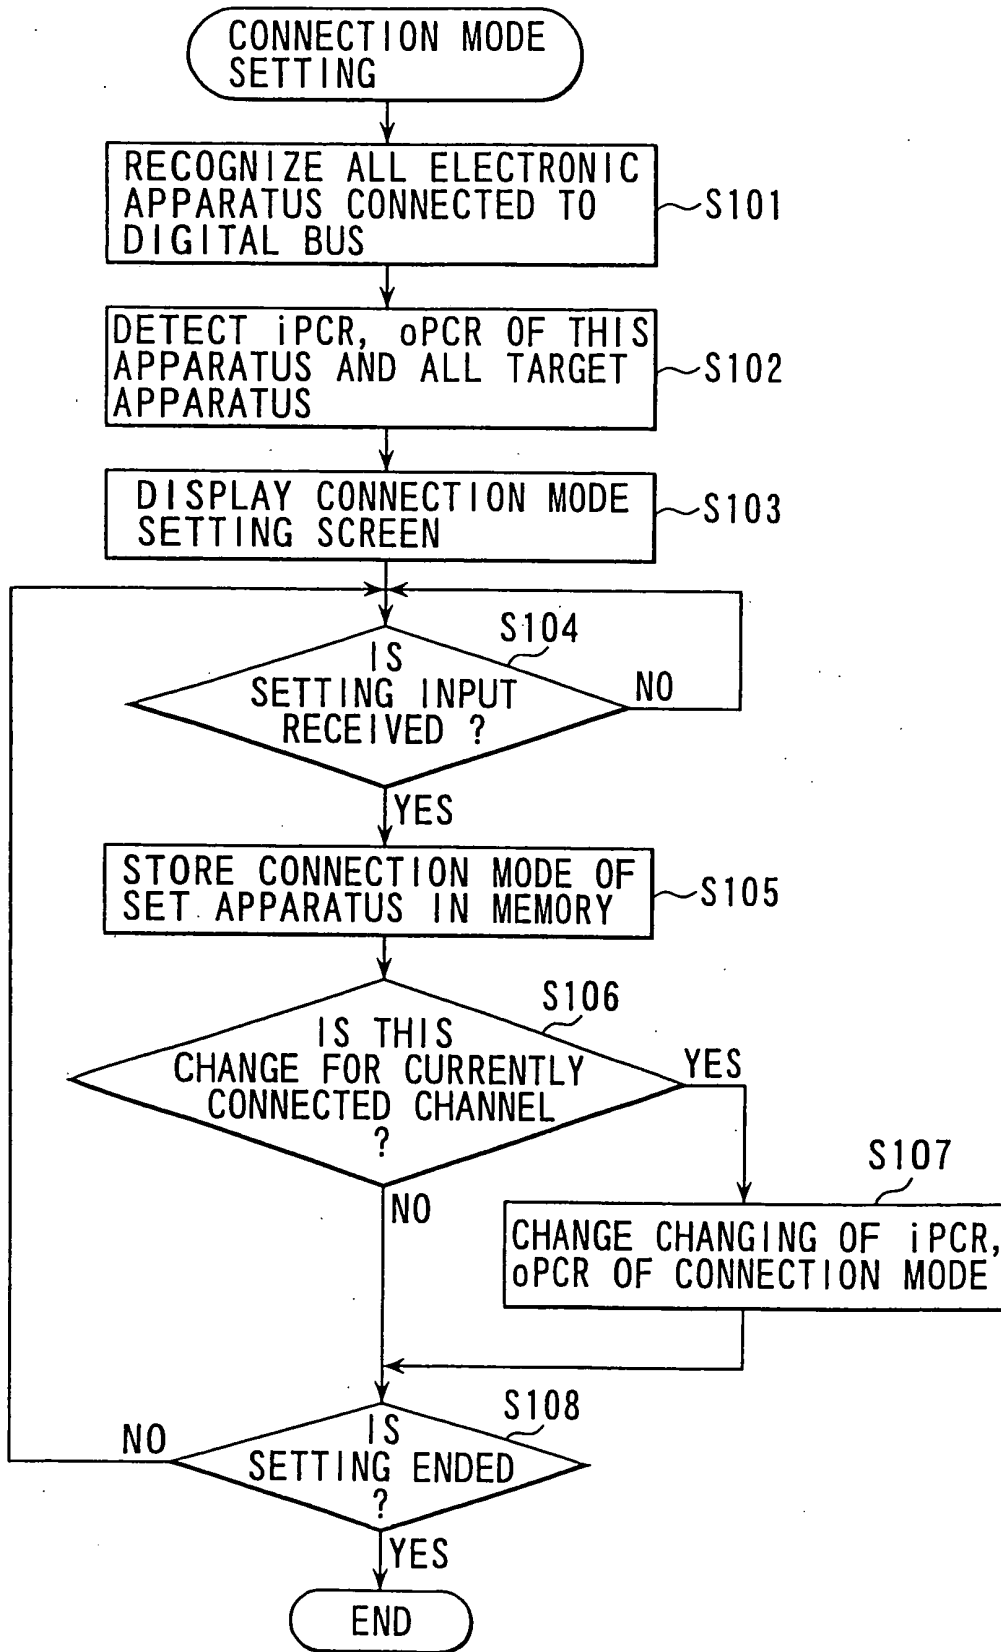 CONNECTION MODE
SETTING
RECOGNIZE ALL ELECTRONIC
APPARATUS CONNECTED TO
DIGITAL BUS
S101
DETECT iPCR, oPCR OF THIS
APPARATUS AND ALL TARGET
APPARATUS
S102
DISPLAY CONNECTION MODE
SETTING SCREEN
S103
S104
IS
SETTING INPUT
RECEIVED ?
NO
YES
STORE CONNECTION MODE OF
SET APPARATUS IN MEMORY
S105
S106
IS THIS
CHANGE FOR CURRENTLY
CONNECTED CHANNEL
?
YES
NO
S107
CHANGE CHANGING OF iPCR,
oPCR OF CONNECTION MODE
S108
IS
SETTING ENDED
?
NO
YES
END